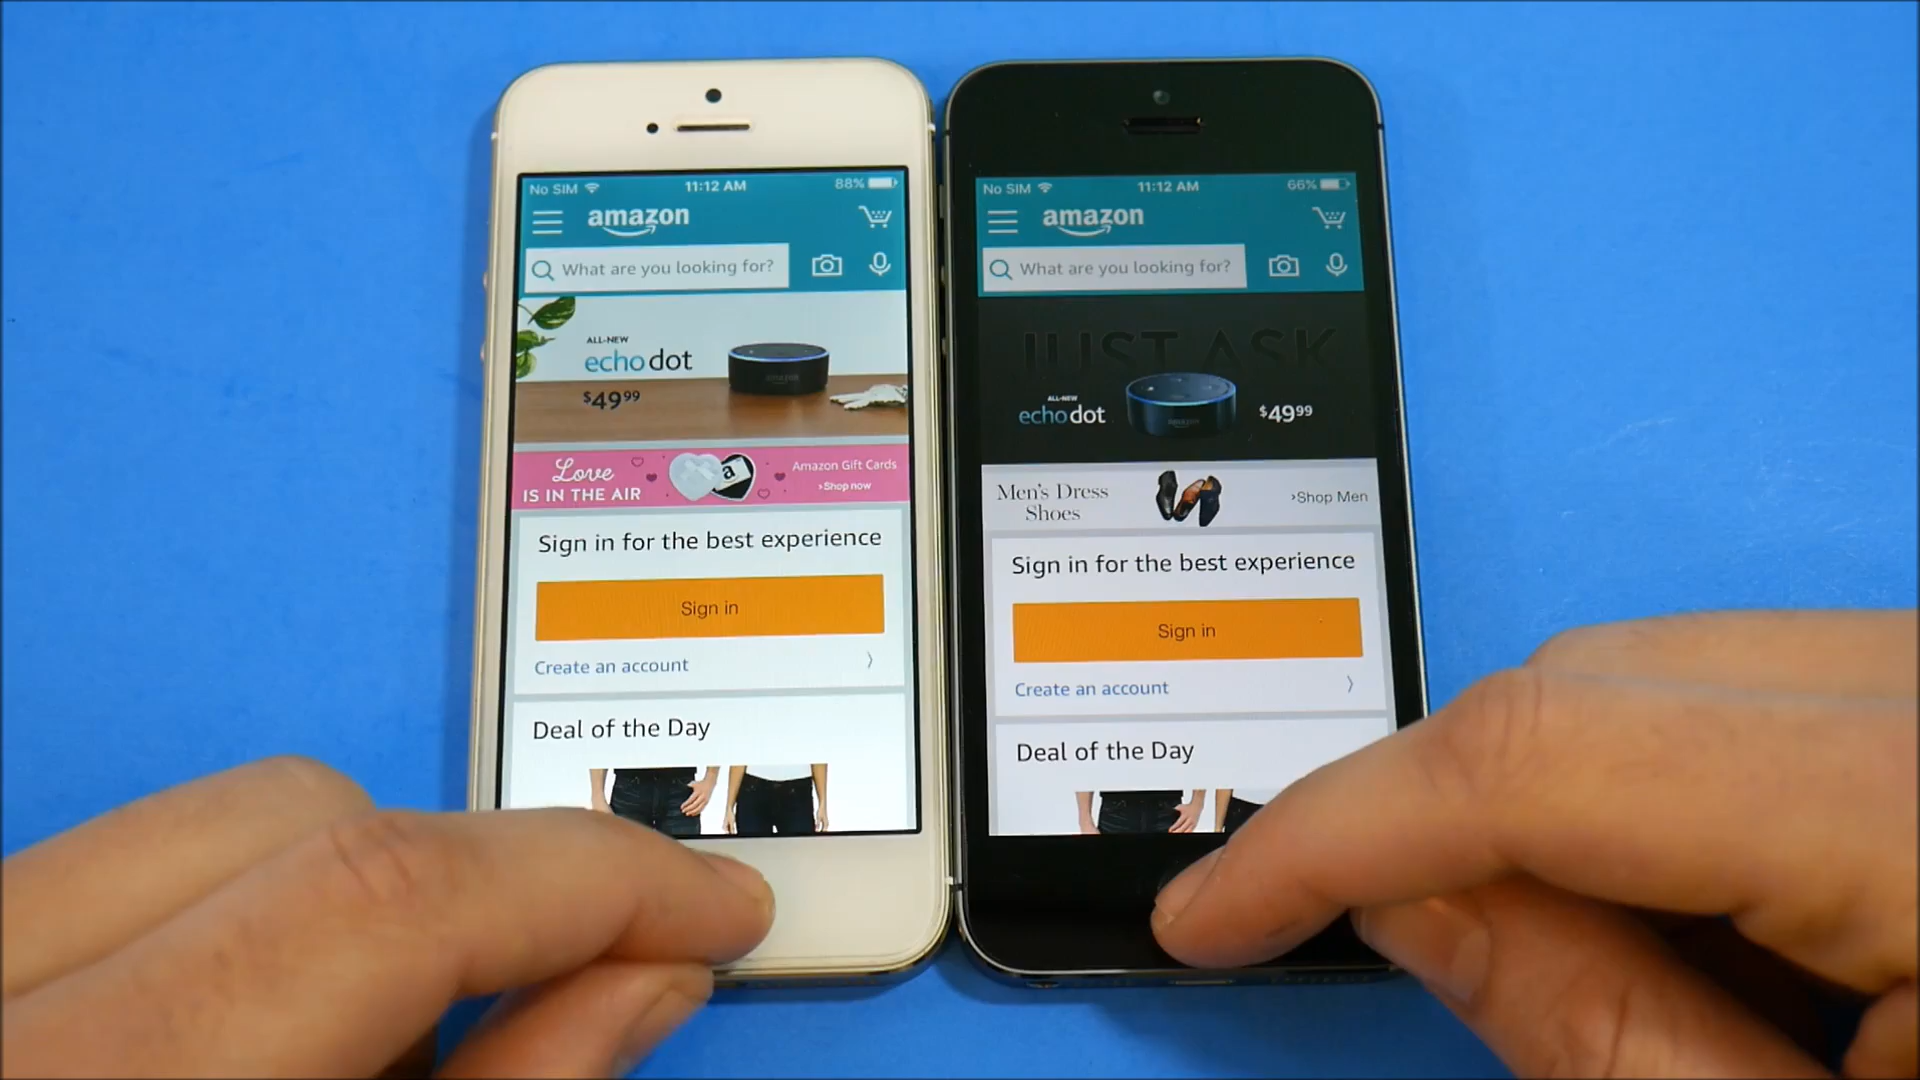 No SIM 11:12 AM 88%
amazon
What are you looking for?
ALL-NEW
echo dot
$49.99
amazon
Love
IS IN THE AIR
a
Amazon Gift Cards
›Shop now
Sign in for the best experience
Sign in
Create an account
Deal of the Day
No SIM 11:12 AM 66%
amazon
What are you looking for?
JUST ASK
ALL-NEW
echo dot
amazon
$49.99
Men's Dress
Shoes
›Shop Men
Sign in for the best experience
Sign in
Create an account
Deal of the Day